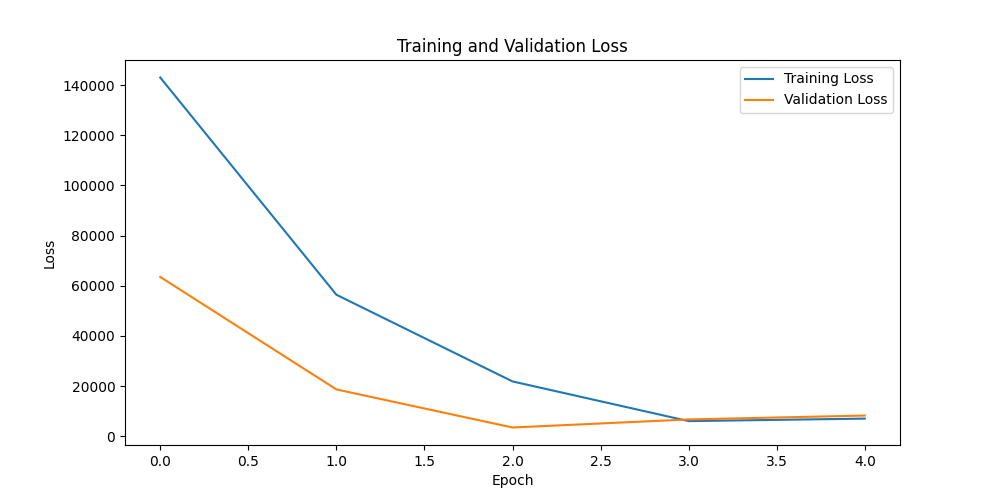 Training and Validation Loss
Training Loss
Validation Loss
140000
120000
100000
80000
60000
40000
20000
0
Loss
0.0 0.5 1.0 1.5 2.0 2.5 3.0 3.5 4.0
Epoch